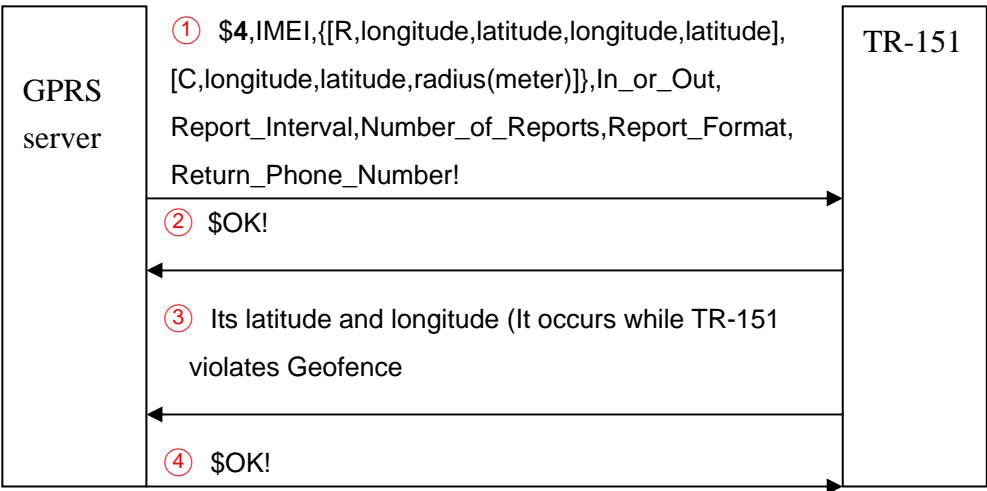 GPRS
server
① $4,IMEI,{[R,longitude,latitude,longitude,latitude],
[C,longitude,latitude,radius(meter)]},In_or_Out,
Report_Interval,Number_of_Reports,Report_Format,
Return_Phone_Number!
TR-151
② $OK!
③ Its latitude and longitude (It occurs while TR-151
violates Geofence
④ $OK!